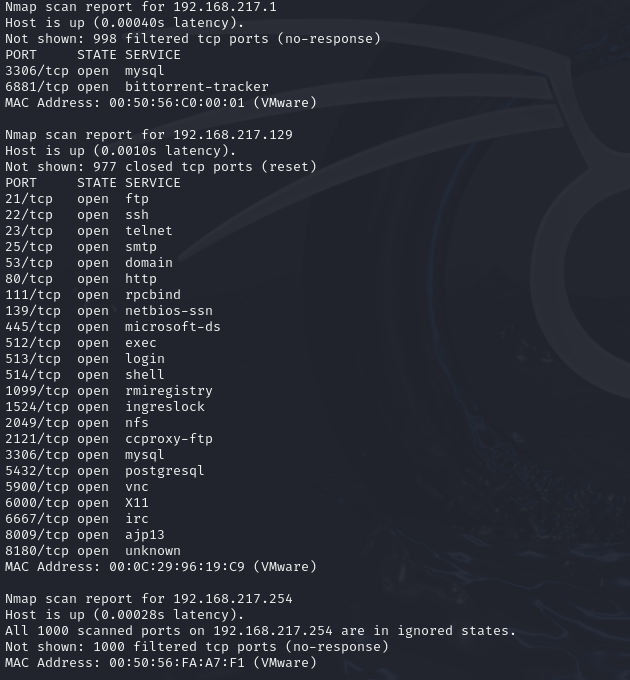 Nmap scan report for 192.168.217.1
Host is up (0.00040s latency).
Not shown: 998 filtered tcp ports (no-response)
PORT     STATE SERVICE
3306/tcp open  mysql
6881/tcp open  bittorrent-tracker
MAC Address: 00:50:56:C0:00:01 (VMware)

Nmap scan report for 192.168.217.129
Host is up (0.0010s latency).
Not shown: 977 closed tcp ports (reset)
PORT     STATE SERVICE
21/tcp   open  ftp
22/tcp   open  ssh
23/tcp   open  telnet
25/tcp   open  smtp
53/tcp   open  domain
80/tcp   open  http
111/tcp  open  rpcbind
139/tcp  open  netbios-ssn
445/tcp  open  microsoft-ds
512/tcp  open  exec
513/tcp  open  login
514/tcp  open  shell
1099/tcp open  rmiregistry
1524/tcp open  ingreslock
2049/tcp open  nfs
2121/tcp open  ccproxy-ftp
3306/tcp open  mysql
5432/tcp open  postgresql
5900/tcp open  vnc
6000/tcp open  X11
6667/tcp open  irc
8009/tcp open  ajp13
8180/tcp open  unknown
MAC Address: 00:0C:29:96:19:C9 (VMware)

Nmap scan report for 192.168.217.254
Host is up (0.00028s latency).
All 1000 scanned ports on 192.168.217.254 are in ignored states.
Not shown: 1000 filtered tcp ports (no-response)
MAC Address: 00:50:56:FA:A7:F1 (VMware)